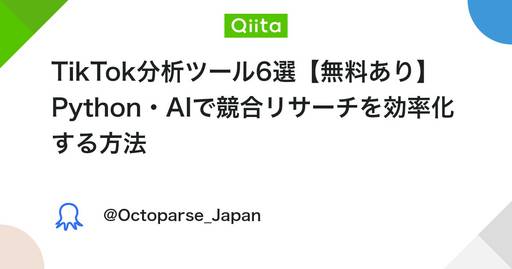 Qiita
TikTok分析ツール6選【無料あり】
Python・AIで競合リサーチを効率化
する方法
@Octoparse_Japan